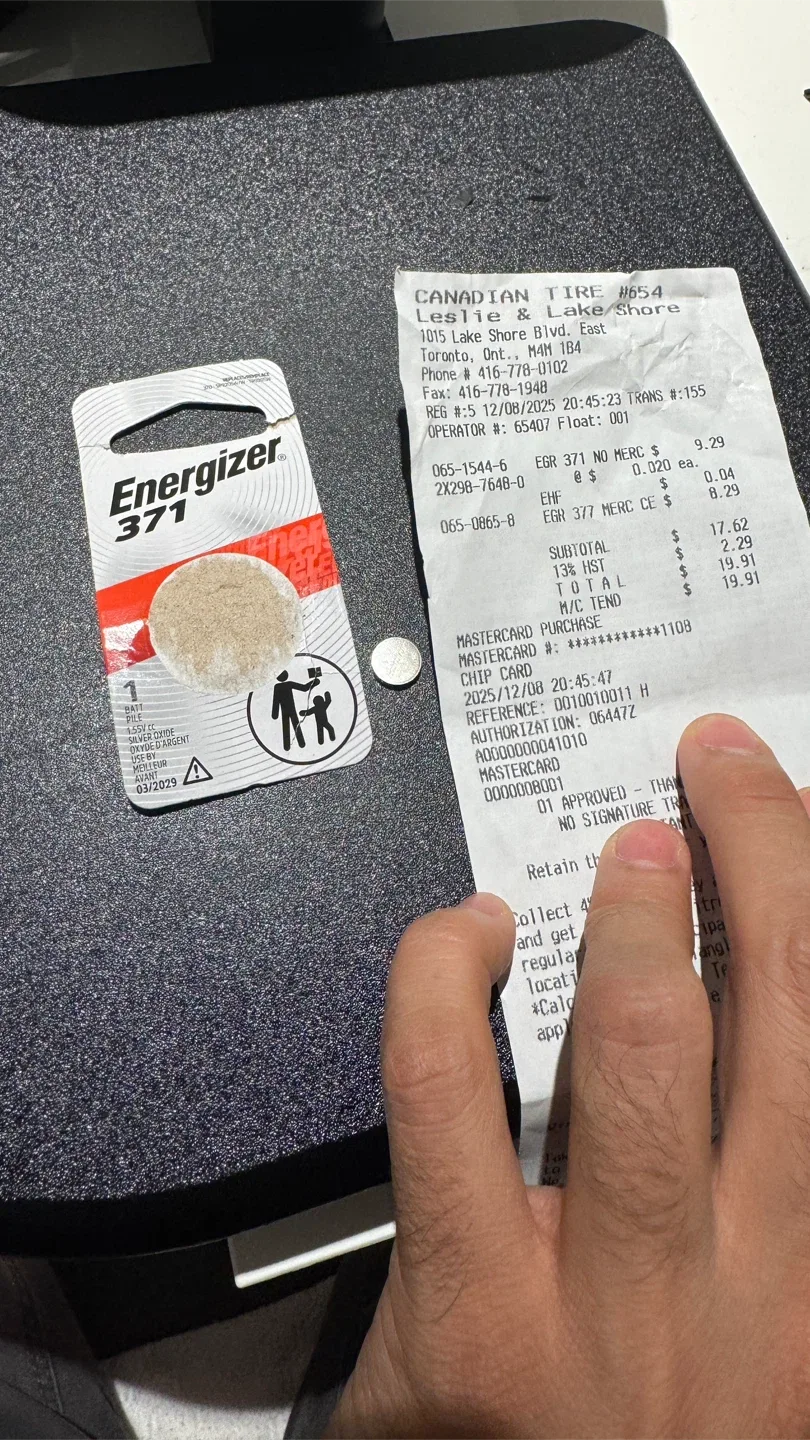 Energizer®
371
1
BATT
PILE
1.55V cc
SILVER OXIDE
OXYDE D'ARGENT
USE BY
MEILLEUR
AVANT
03/2029
CANADIAN TIRE #654
Leslie & Lake Shore
1015 Lake Shore Blvd. East
Toronto, Ont., M4M 1B4
Phone # 416-778-0102
Fax: 416-778-1948
REG #:5 12/08/2025 20:45:23 TRANS #:155
OPERATOR #: 65407 Float: 001
065-1544-6 EGR 371 NO MERC $ 9.29
2X298-7648-0 @ $ 0.020 ea.
EHF $ 0.04
065-0865-8 EGR 377 MERC CE $ 8.29
SUBTOTAL $ 17.62
13% HST $ 2.29
T O T A L $ 19.91
M/C TEND $ 19.91
MASTERCARD PURCHASE
MASTERCARD #: ************1108
CHIP CARD
2025/12/08 20:45:47
REFERENCE: 0010010011 H
AUTHORIZATION: 06447Z
A0000000041010
MASTERCARD
0000008001
01 APPROVED - THAN
NO SIGNATURE TR
Retain th
Collect 4
and get
regula
locati
*Calc
appl